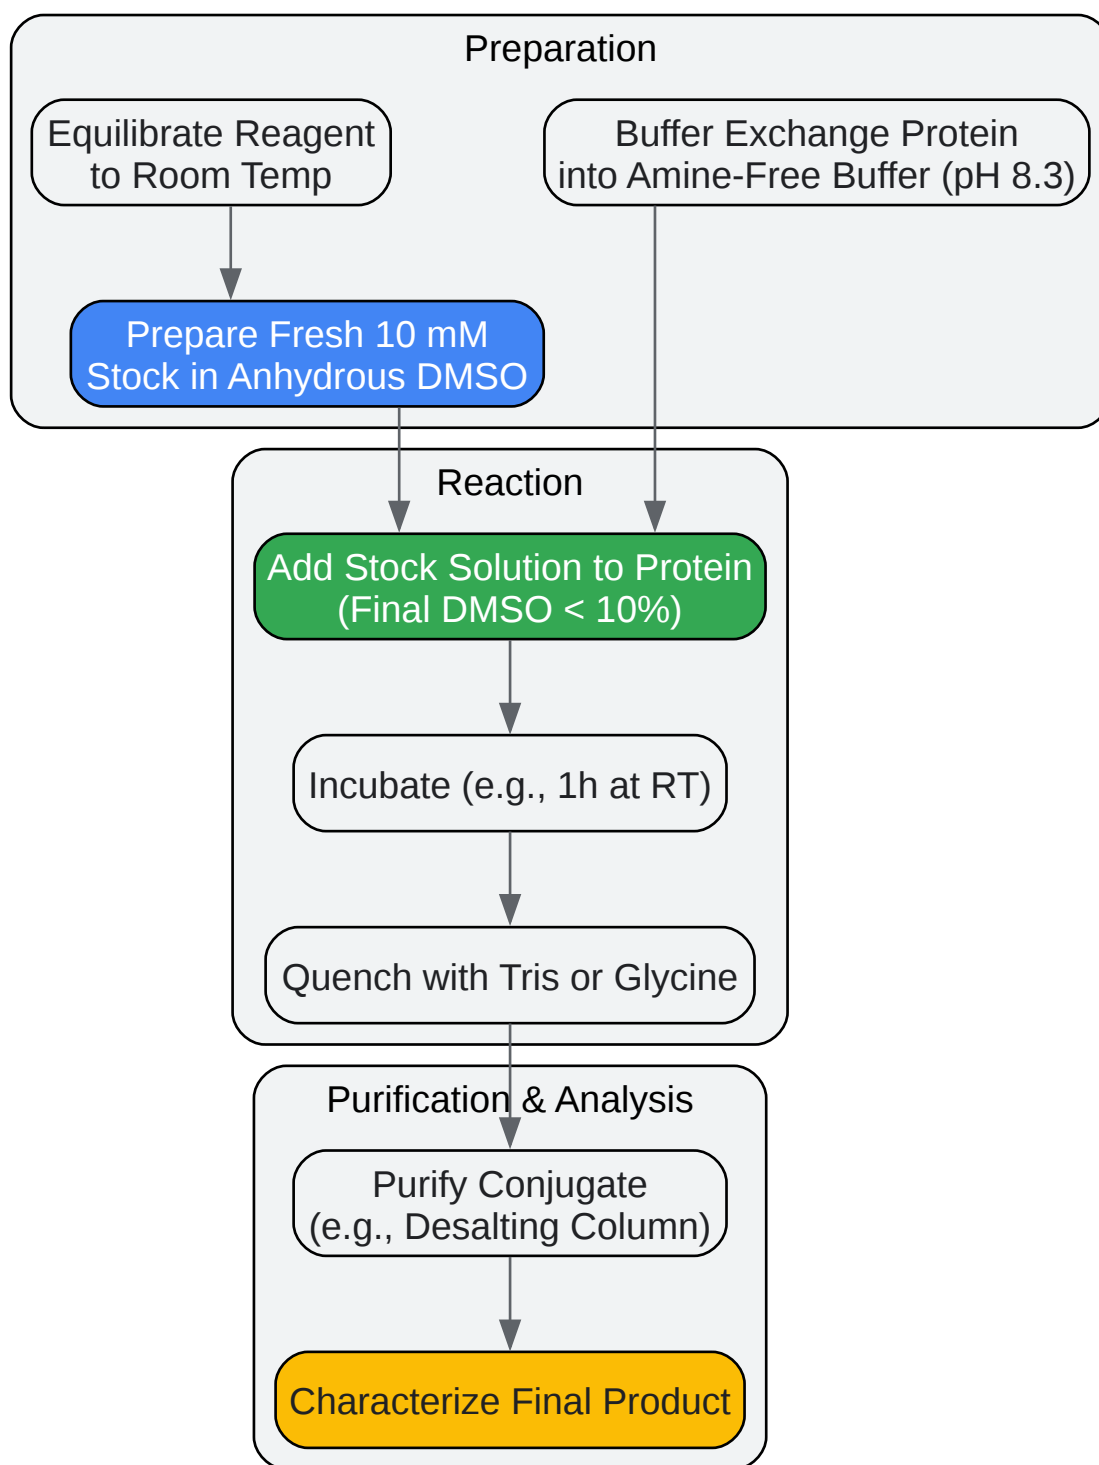 Preparation
Equilibrate Reagent
to Room Temp
Buffer Exchange Protein
into Amine-Free Buffer (pH 8.3)
Prepare Fresh 10 mM
Stock in Anhydrous DMSO
Reaction
Add Stock Solution to Protein
(Final DMSO < 10%)
Incubate (e.g., 1h at RT)
Quench with Tris or Glycine
Purification & Analysis
Purify Conjugate
(e.g., Desalting Column)
Characterize Final Product